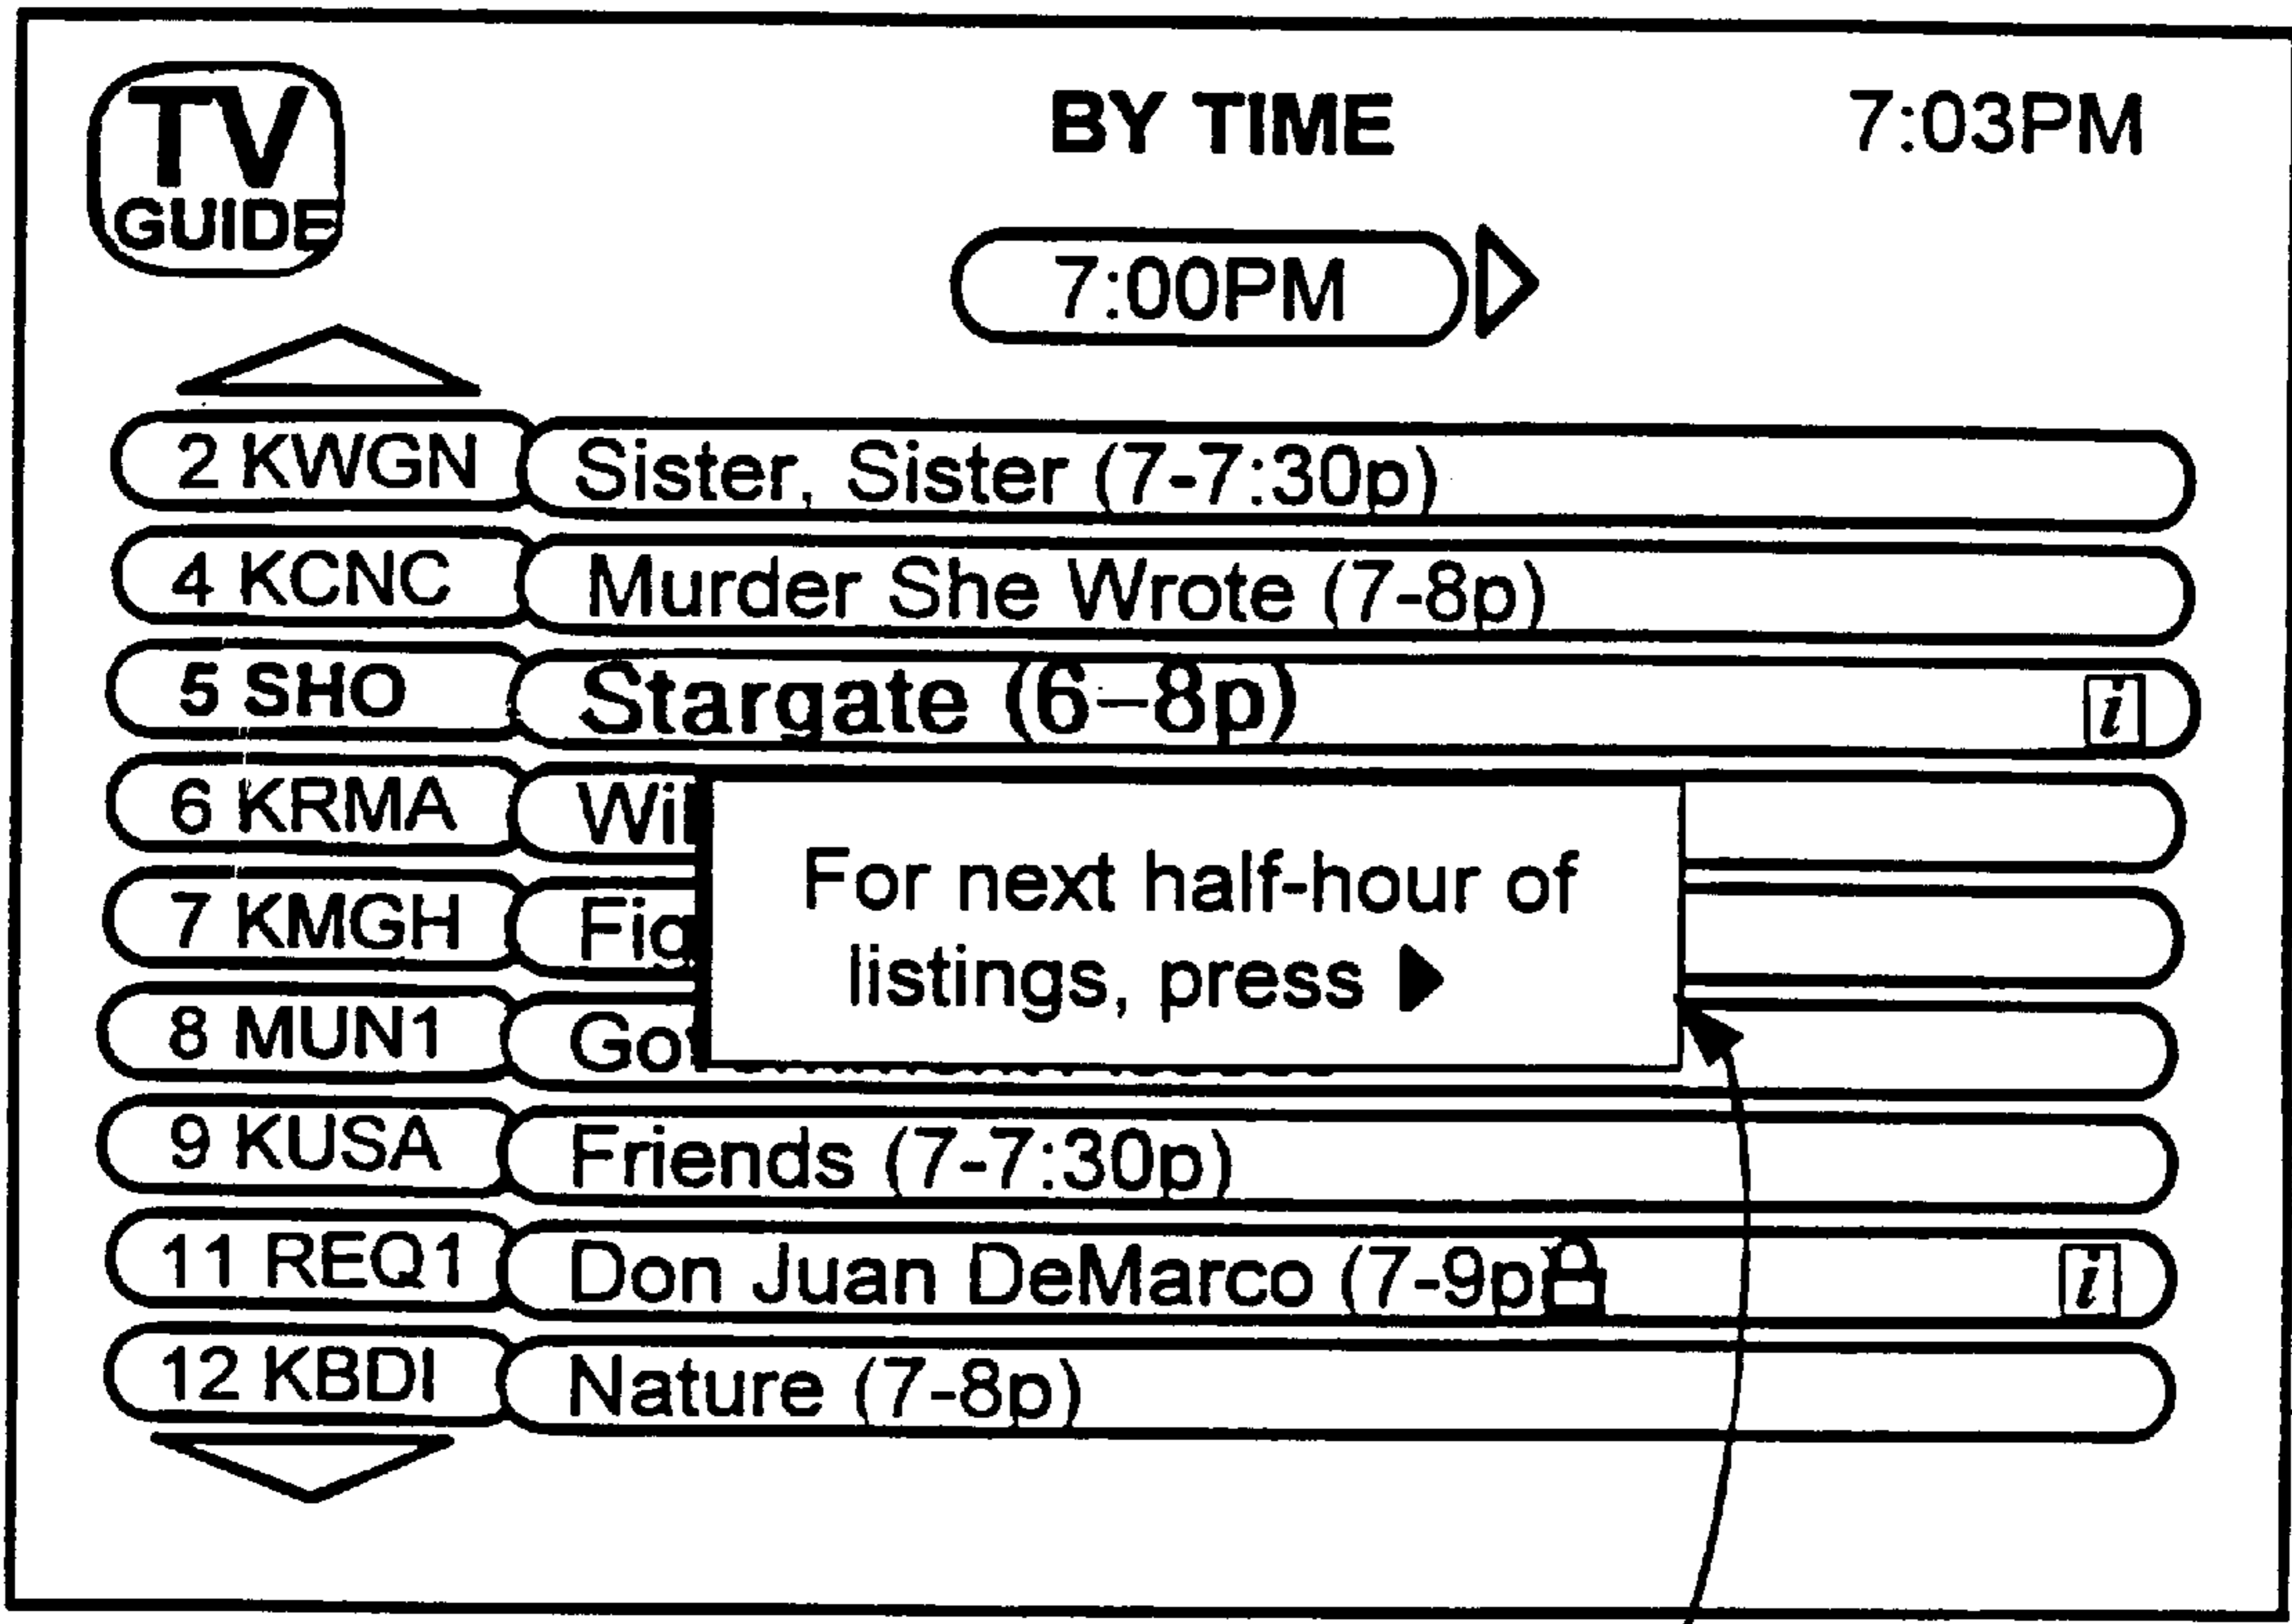 TV
GUIDE
BY TIME
7:03PM
7:00PM
2 KWGN Sister, Sister (7-7:30p)
4 KCNC Murder She Wrote (7-8p)
5 SHO Stargate (6–8p) i
6 KRMA
7 KMGH
8 MUN1
For next half-hour of
listings, press ▶
9 KUSA Friends (7-7:30p)
11 REQ1 Don Juan DeMarco (7-9p i
12 KBDI Nature (7-8p)